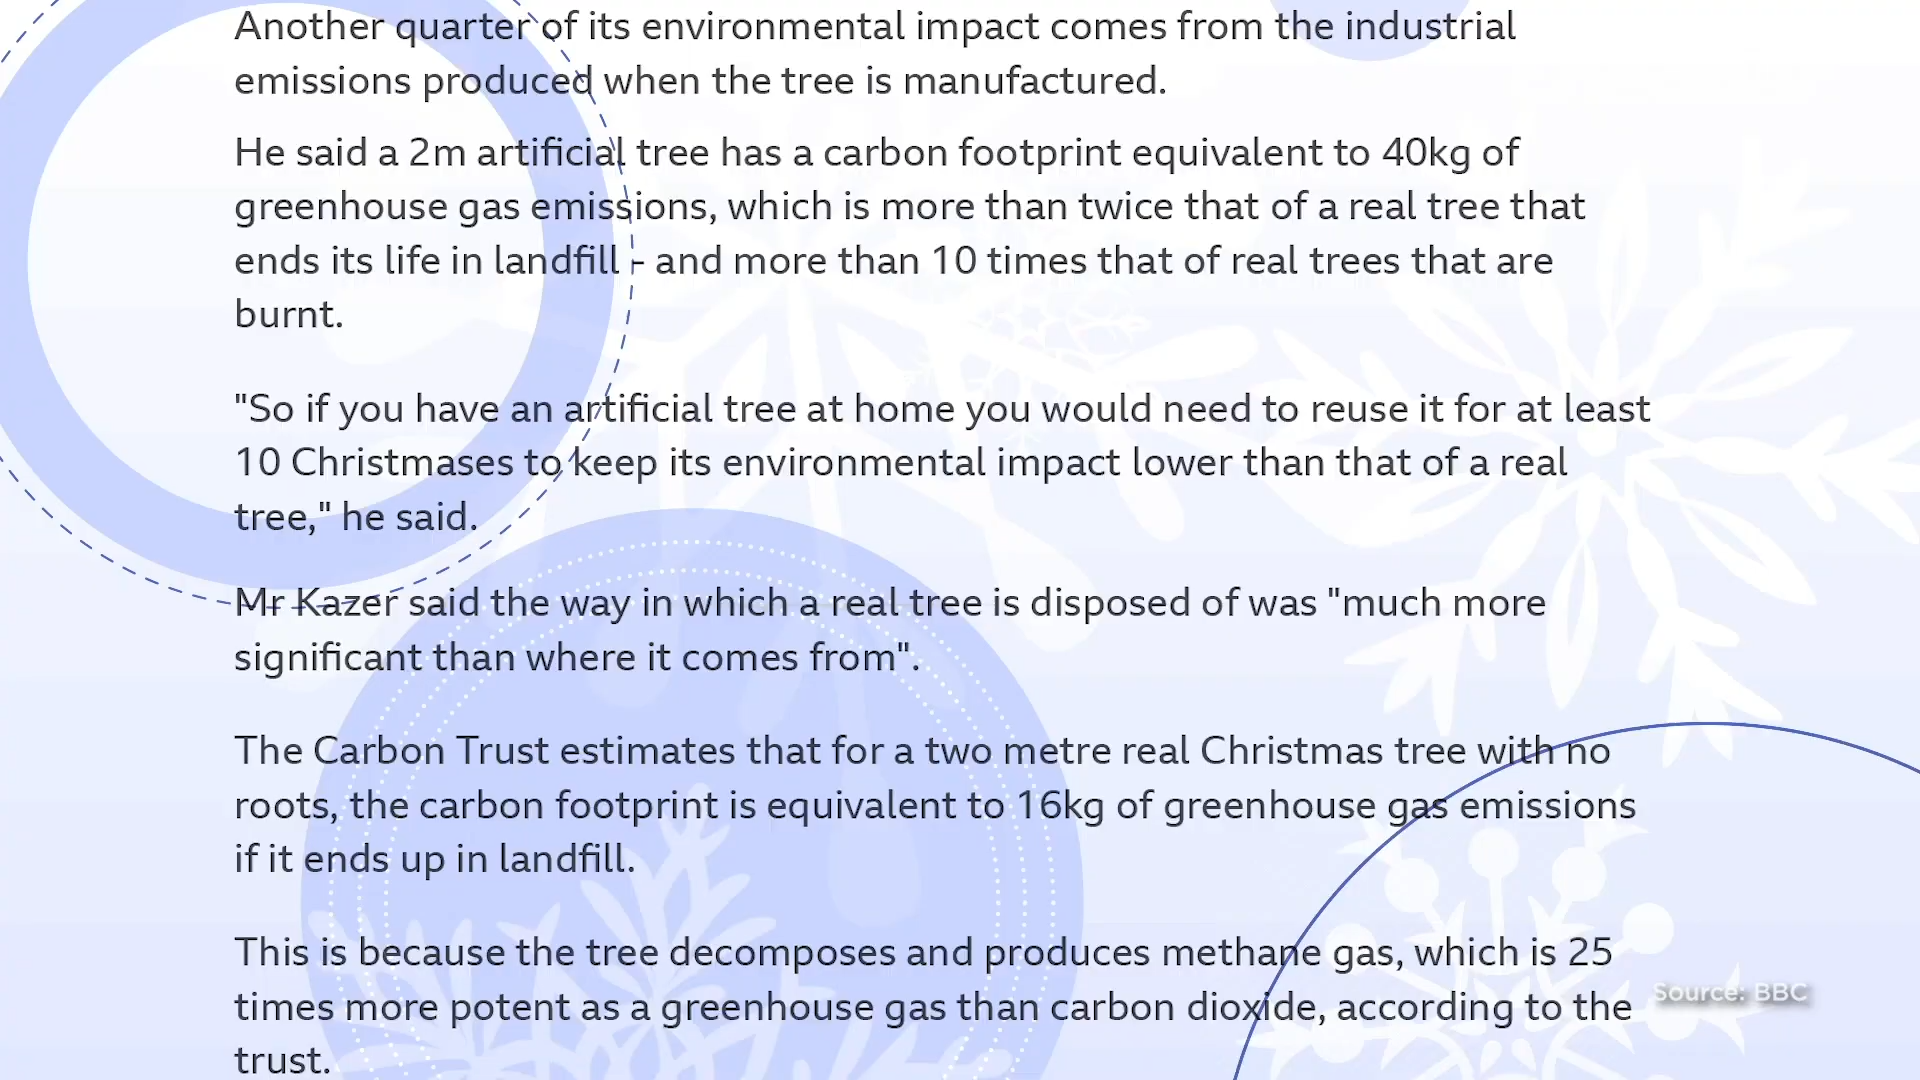 Another quarter of its environmental impact comes from the industrial
emissions produced when the tree is manufactured.
He said a 2m artificial tree has a carbon footprint equivalent to 40kg of
greenhouse gas emissions, which is more than twice that of a real tree that
ends its life in landfill - and more than 10 times that of real trees that are
burnt.
"So if you have an artificial tree at home you would need to reuse it for at least
10 Christmases to keep its environmental impact lower than that of a real
tree," he said.
Mr Kazer said the way in which a real tree is disposed of was "much more
significant than where it comes from".
The Carbon Trust estimates that for a two metre real Christmas tree with no
roots, the carbon footprint is equivalent to 16kg of greenhouse gas emissions
if it ends up in landfill.
This is because the tree decomposes and produces methane gas, which is 25
times more potent as a greenhouse gas than carbon dioxide, according to the
trust.
Source: BBC